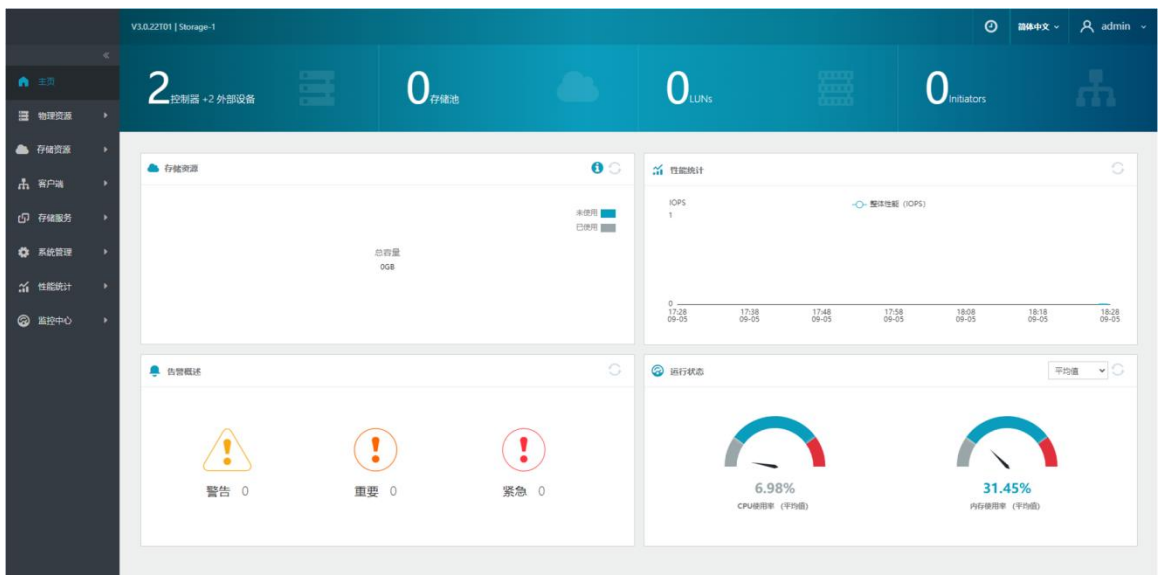 V3.0.22T01 | Storage-1
简体中文
admin
主页
物理资源
存储资源
客户端
存储服务
系统管理
性能统计
监控中心
2 控制器 +2 外部设备
0 存储池
0 LUNs
0 Initiators
存储资源
未使用
已使用
总容量
0GB
性能统计
IOPS
整体性能（IOPS）
1
0
17:28 17:38 17:48 17:58 18:08 18:18 18:28
09-05 09-05 09-05 09-05 09-05 09-05 09-05
告警概述
警告 0 重要 0 紧急 0
运行状态
平均值
6.98% 31.45%
CPU使用率 （平均值） 内存使用率 （平均值）